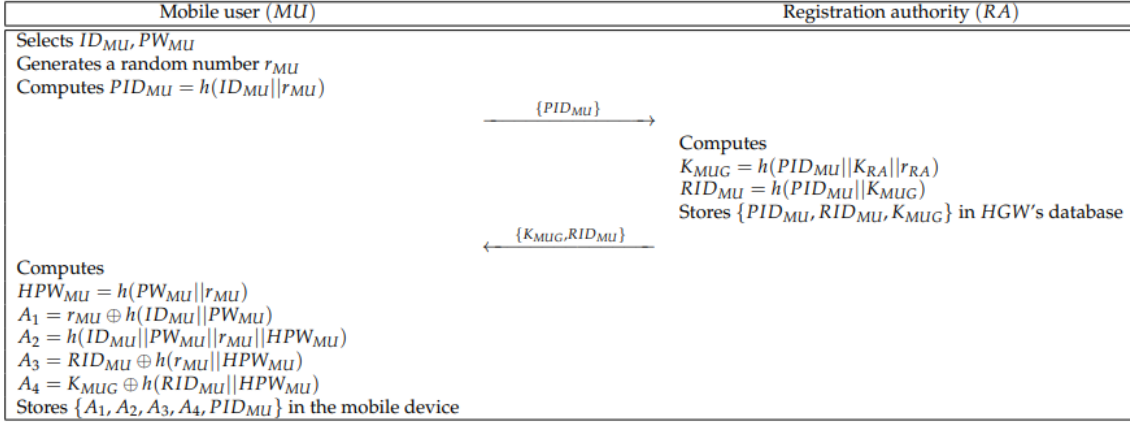 Mobile user (MU) Registration authority (RA)
Selects ID_MU, PW_MU
Generates a random number r_MU
Computes PID_MU = h(ID_MU||r_MU)
{PID_MU}
Computes
K_MUG = h(PID_MU||K_RA||r_RA)
RID_MU = h(PID_MU||K_MUG)
Stores {PID_MU, RID_MU, K_MUG} in HGW's database
{K_MUG,RID_MU}
Computes
HPW_MU = h(PW_MU||r_MU)
A_1 = r_MU ⊕ h(ID_MU||PW_MU)
A_2 = h(ID_MU||PW_MU||r_MU||HPW_MU)
A_3 = RID_MU ⊕ h(r_MU||HPW_MU)
A_4 = K_MUG ⊕ h(RID_MU||HPW_MU)
Stores {A_1, A_2, A_3, A_4, PID_MU} in the mobile device